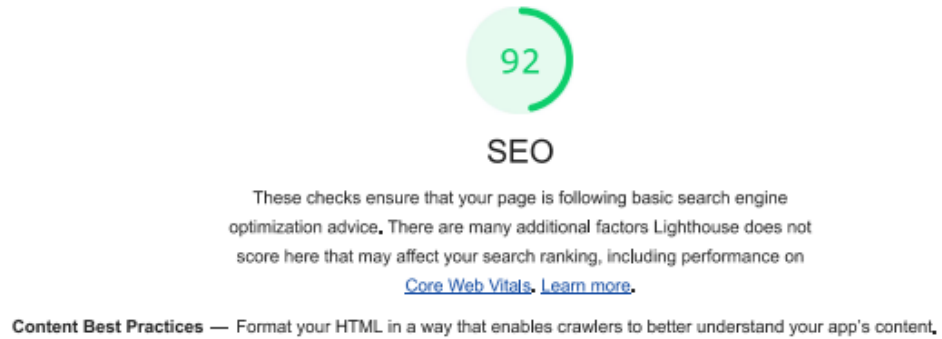 92
SEO
These checks ensure that your page is following basic search engine
optimization advice. There are many additional factors Lighthouse does not
score here that may affect your search ranking, including performance on
Core Web Vitals. Learn more.
Content Best Practices — Format your HTML in a way that enables crawlers to better understand your app's content.